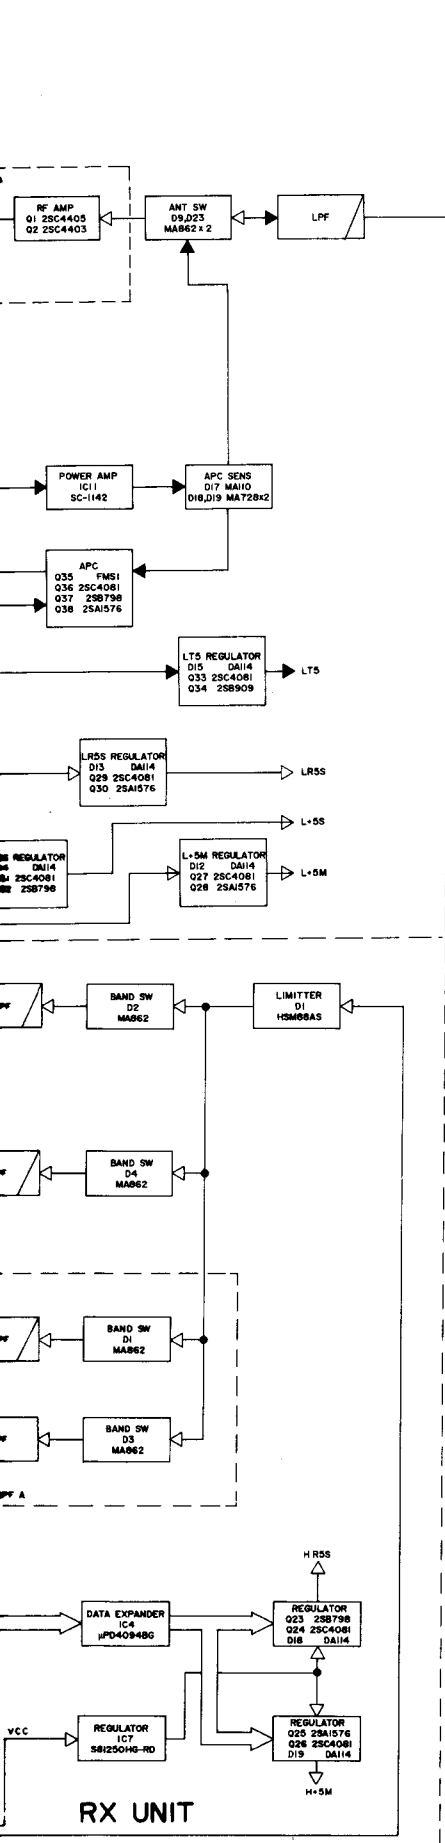 RF AMP
Q1 2SC4405
Q2 2SC4403
ANT SW
D9,D23
MA862×2
LPF
POWER AMP
IC11
SC-1142
APC SENS
D17 MA110
D18,D19 MA728×2
APC
Q35 FMS1
Q36 2SC4081
Q37 2SB798
Q38 2SA1576
LT5 REGULATOR
D15 DA114
Q33 2SC4081
Q34 2SB909
LT5
LR5S REGULATOR
D13 DA114
Q29 2SC4081
Q30 2SA1576
LR5S
L+5S
REGULATOR
DA114
2SC4081
2SB798
L+5M REGULATOR
D12 DA114
Q27 2SC4081
Q28 2SA1576
L+5M
BAND SW
D2
MA862
LIMITTER
D1
HSM88AS
BAND SW
D4
MA862
BAND SW
D1
MA862
BAND SW
D3
MA862
BPF A
H R5S
DATA EXPANDER
IC4
µPD4094BG
REGULATOR
Q23 2SB798
Q24 2SC4081
D18 DA114
VCC
REGULATOR
IC7
S81250HG-RD
REGULATOR
Q25 2SA1576
Q26 2SC4081
D19 DA114
H+5M
RX UNIT